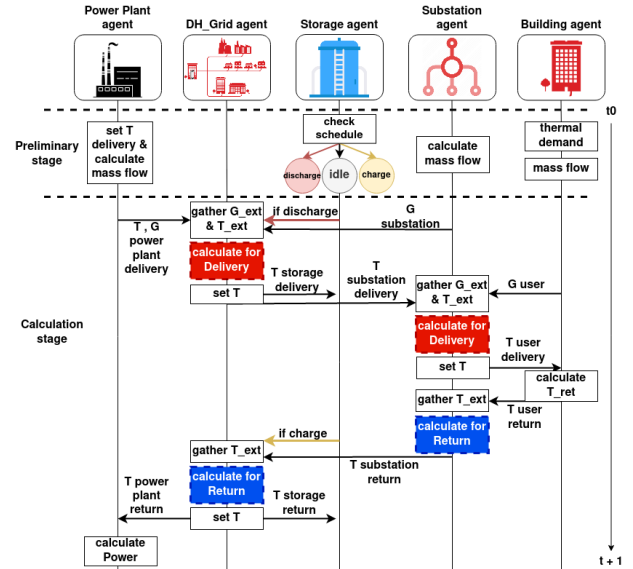 Power Plant
agent
DH_Grid agent
Storage agent
Substation
agent
Building agent
t0
Preliminary
stage
set T
delivery &
calculate
mass flow
check
schedule
discharge
idle
charge
calculate
mass flow
thermal
demand
mass flow
Calculation
stage
T , G
power
plant
delivery
gather G_ext
& T_ext
if discharge
G
substation
calculate for
Delivery
set T
T storage
delivery
T
substation
delivery
gather G_ext
& T_ext
G user
calculate for
Delivery
set T
T user
delivery
calculate
T_ret
gather T_ext
T user
return
calculate for
Return
if charge
gather T_ext
T substation
return
calculate for
Return
T power
plant
return
set T
T storage
return
calculate
Power
t + 1